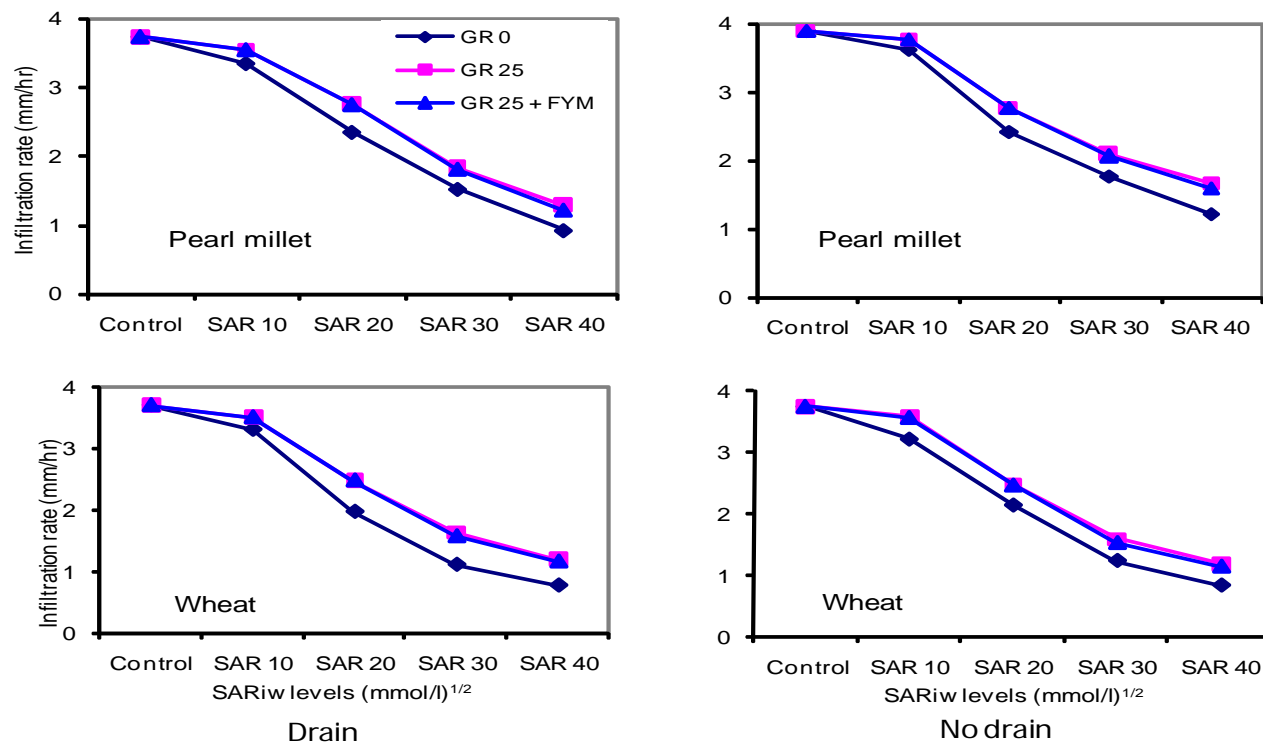 GR 0
GR 25
GR 25 + FYM
Infiltration rate (mm/hr)
4
3
2
1
0
Pearl millet
Control SAR 10 SAR 20 SAR 30 SAR 40
4
3
2
1
0
Pearl millet
Control SAR 10 SAR 20 SAR 30 SAR 40
Infiltration rate (mm/hr)
4
3
2
1
0
Wheat
Control SAR 10 SAR 20 SAR 30 SAR 40
SARiw levels (mmol/l)1/2
Drain
4
3
2
1
0
Wheat
Control SAR 10 SAR 20 SAR 30 SAR 40
SARiw levels (mmol/l)1/2
No drain